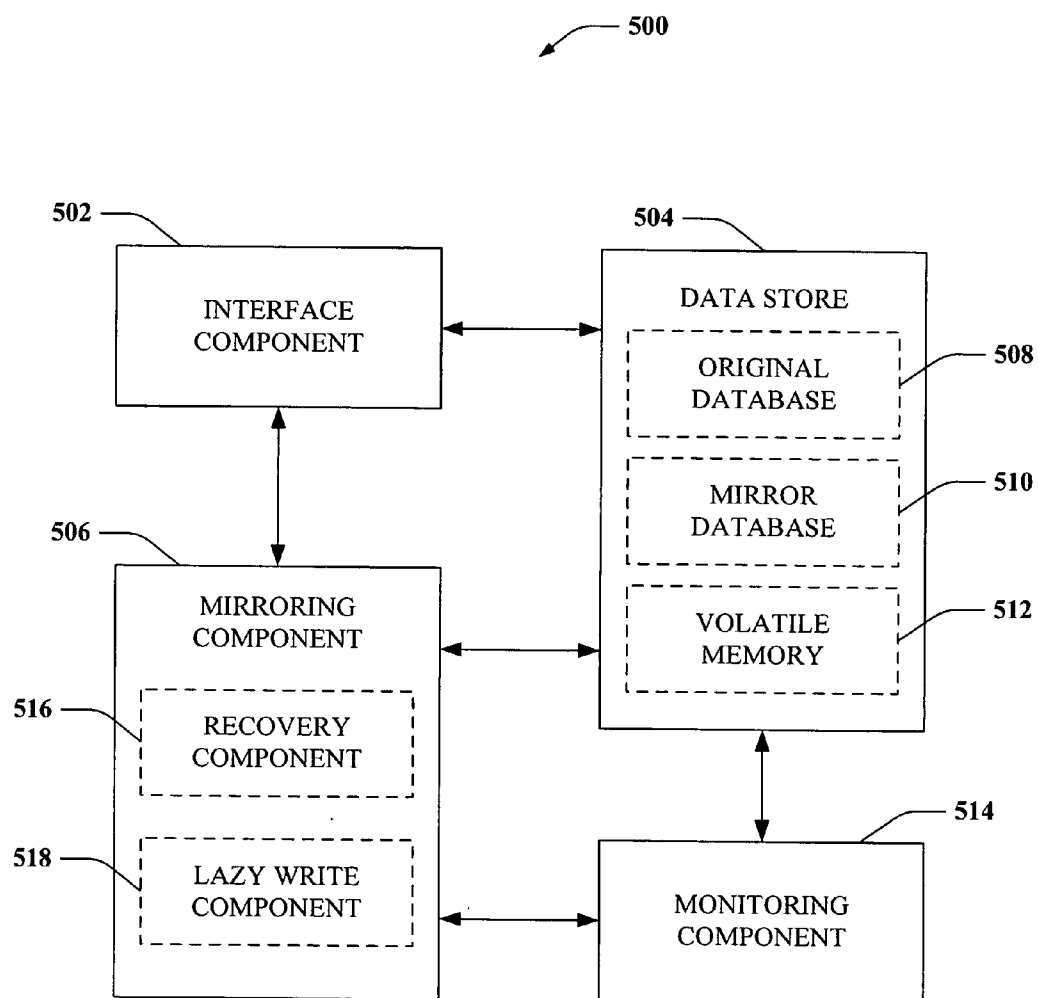 500
502
504
INTERFACE
COMPONENT
DATA STORE
ORIGINAL
DATABASE
508
MIRROR
DATABASE
510
506
MIRRORING
COMPONENT
VOLATILE
MEMORY
512
516
RECOVERY
COMPONENT
514
518
LAZY WRITE
COMPONENT
MONITORING
COMPONENT